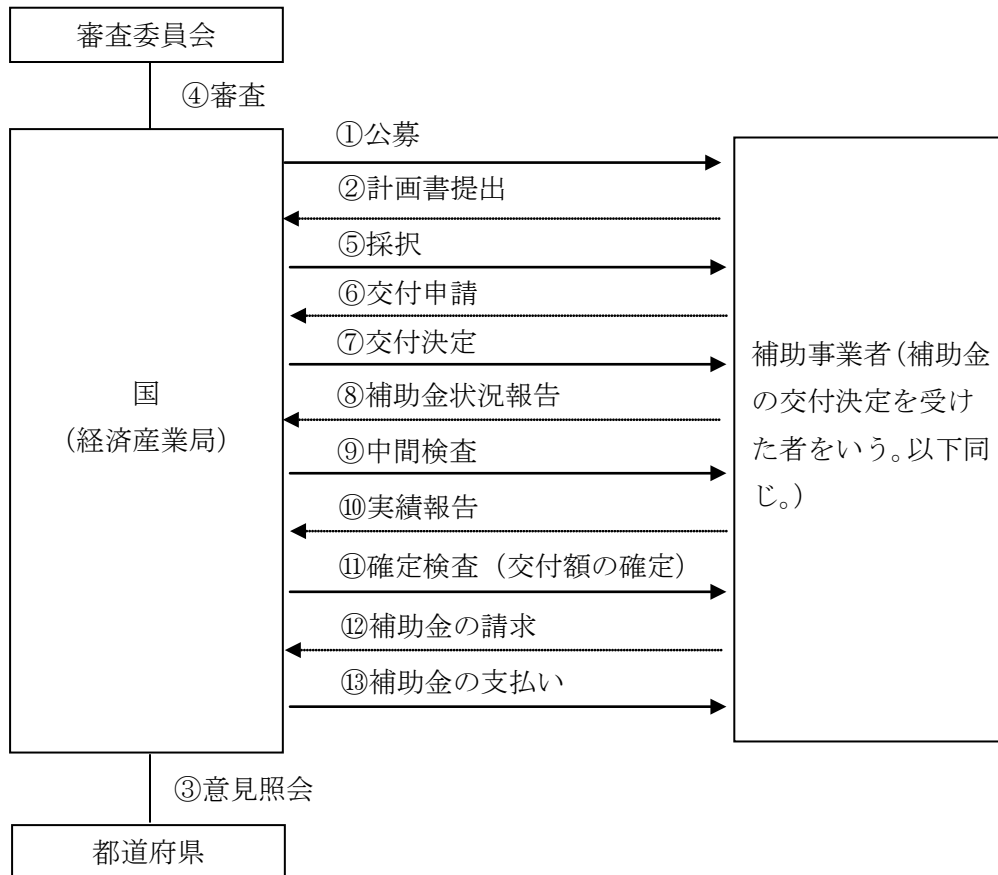 審査委員会
④審査
①公募
②計画書提出
⑤採択
⑥交付申請
⑦交付決定
⑧補助金状況報告
⑨中間検査
⑩実績報告
⑪確定検査（交付額の確定）
⑫補助金の請求
⑬補助金の支払い
国
（経済産業局）
補助事業者（補助金
の交付決定を受け
た者をいう。以下同
じ。）
③意見照会
都道府県